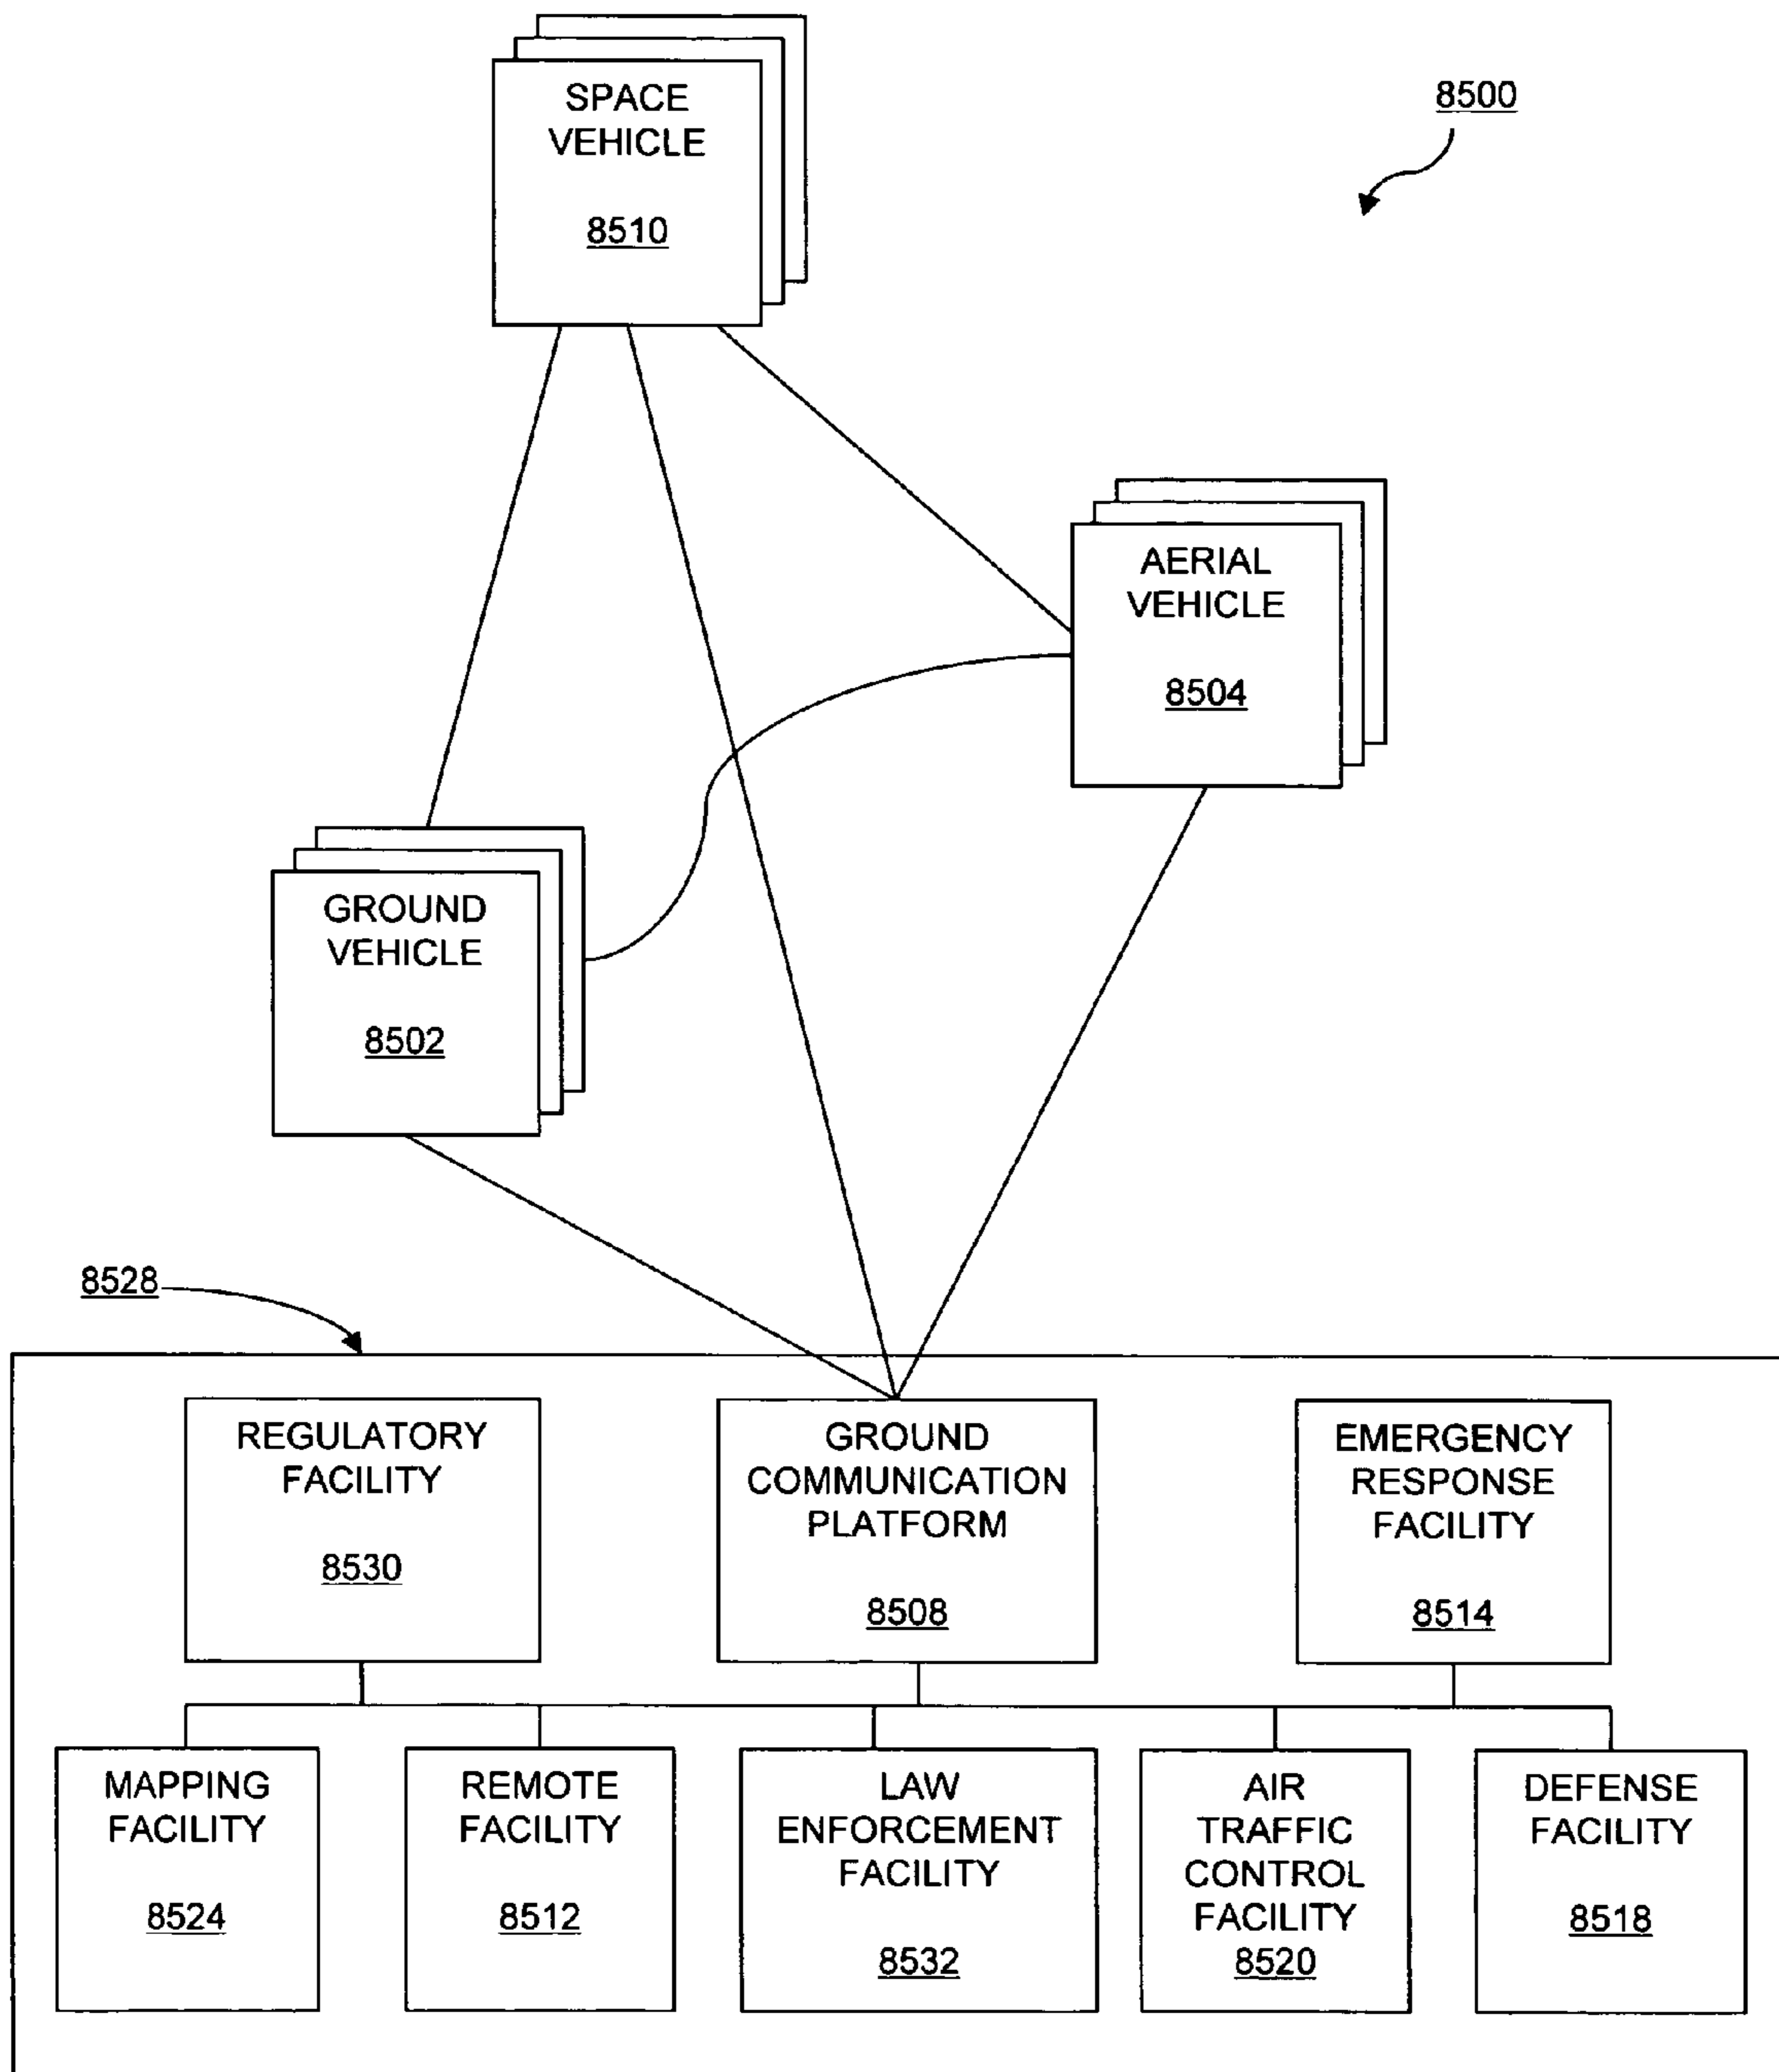 SPACE
VEHICLE
8510
8500
AERIAL
VEHICLE
8504
GROUND
VEHICLE
8502
8528
REGULATORY
FACILITY
8530
GROUND
COMMUNICATION
PLATFORM
8508
EMERGENCY
RESPONSE
FACILITY
8514
MAPPING
FACILITY
8524
REMOTE
FACILITY
8512
LAW
ENFORCEMENT
FACILITY
8532
AIR
TRAFFIC
CONTROL
FACILITY
8520
DEFENSE
FACILITY
8518